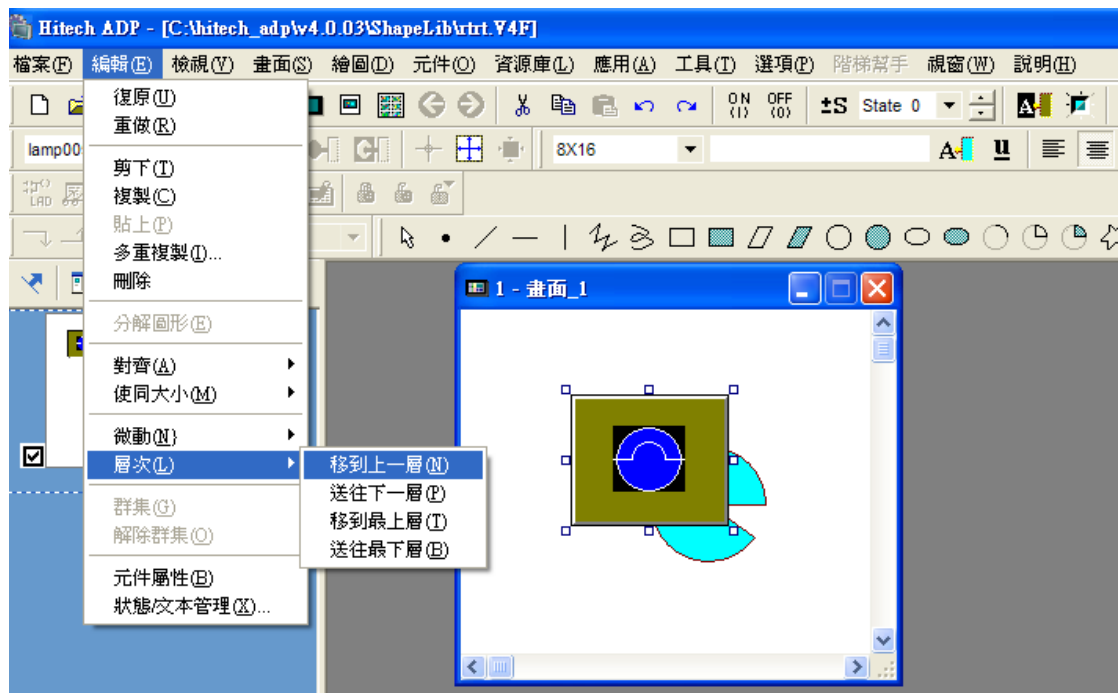 Hitech ADP - [C:\hitech_adp\v4.0.03\ShapeLib\rtrt.V4F]
檔案(F) 編輯(E) 檢視(V) 畫面(S) 繪圖(D) 元件(O) 資源庫(L) 應用(A) 工具(T) 選項(P) 階梯幫手 視窗(W) 說明(H)
ON (1) OFF (0) ±S State 0 A
lamp00 8X16 A u
LAD
復原(U)
重做(R)
剪下(T)
複製(C)
貼上(P)
多重複製(I)...
刪除
分解圖形(E)
對齊(A)
使同大小(M)
微動(N}
層次(L)
群集(G)
解除群集(O)
元件屬性(B)
狀態/文本管理(X)...
移到上一層(N)
送往下一層(P)
移到最上層(T)
送往最下層(B)
1 - 畫面_1